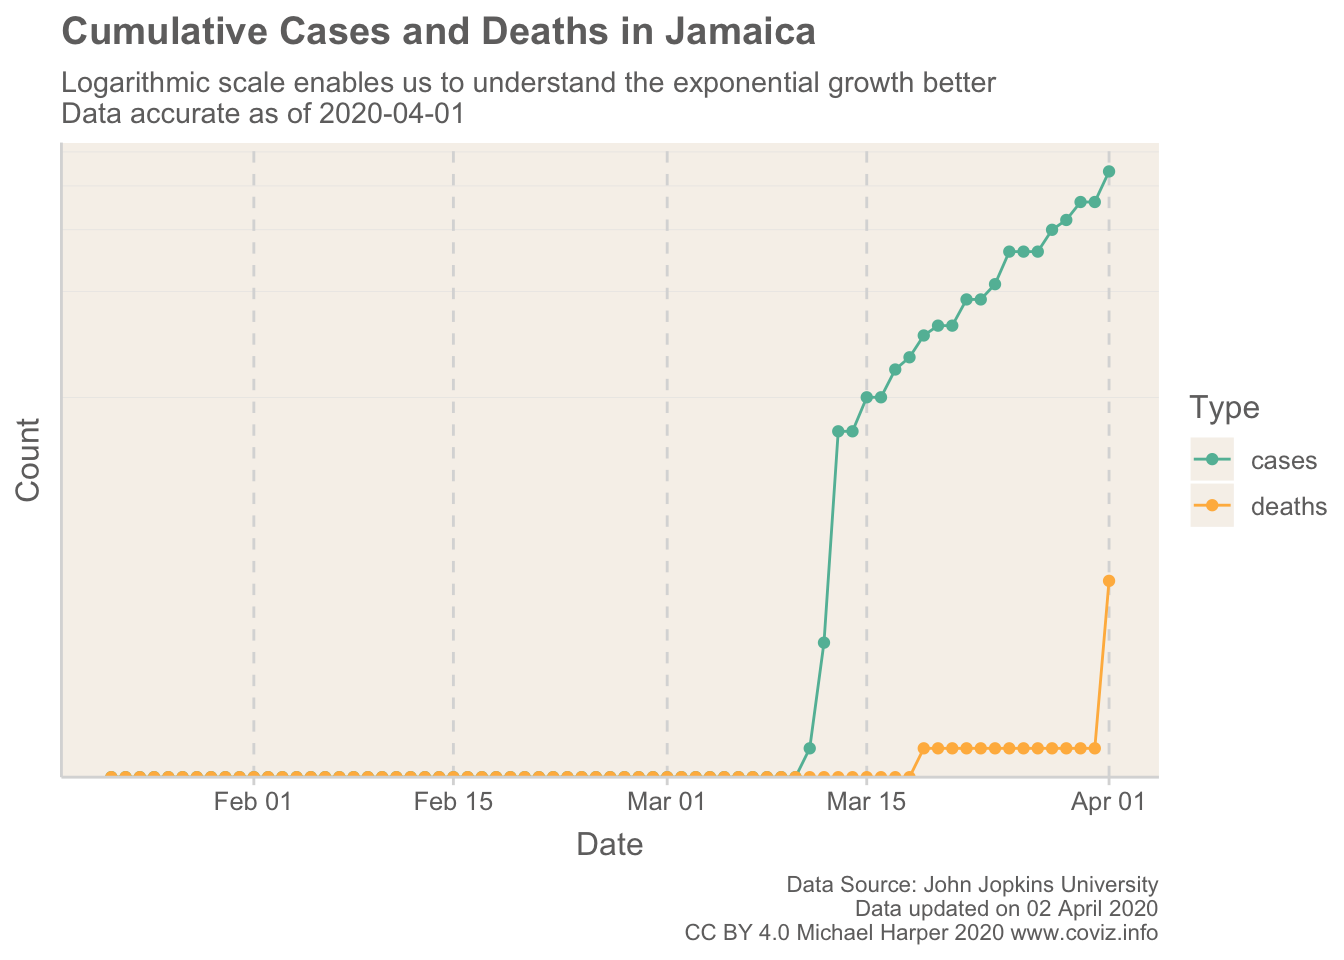 Cumulative Cases and Deaths in Jamaica
Logarithmic scale enables us to understand the exponential growth better
Data accurate as of 2020-04-01
Count
Type
cases
deaths
Feb 01
Feb 15
Mar 01
Mar 15
Apr 01
Date
Data Source: John Jopkins University
Data updated on 02 April 2020
CC BY 4.0 Michael Harper 2020 www.coviz.info